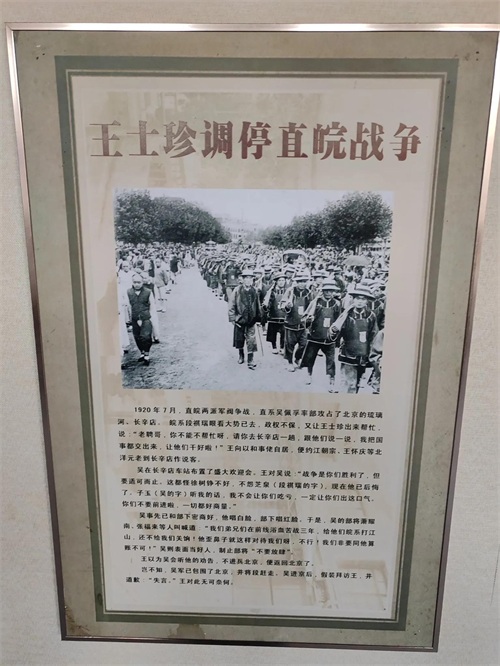 王士珍调停直皖战争
1920年7月，直皖两派军阀争战，直系吴佩孚率部攻占了北京的琉璃
河、长辛店。皖系段祺瑞眼看大势已去，政权不保，又让王士珍出来帮忙，
说：“老聘哥，你不能不帮忙呀，请你去长辛店一趟，跟他们说一说，我把国
事都交出来，让他们干好啦！”王向以和事佬自居，便约江朝宗、王怀庆等北
洋元老到长辛店作说客。
吴在长辛店车站布置了盛大欢迎会。王对吴说：“战争是你们胜利了，但
要适可而止。这都怪徐树铮不好，不怨芝泉（段祺瑞的字）。现在他已后悔
了。子玉（吴的字）听我的话，我不会让你们吃亏，一定让你们出这口气，
你们不要前进啦，一切都好商量。”
吴事先已和部下密商好，他唱白脸，部下唱红脸。于是，吴的部将萧耀
南、张福来等人叫喊道：“我们弟兄们在前线浴血苦战三年，给他们皖系打江
山，还不给我们关饷！他歪鼻子就这样对待我们呀，不行！我们非要同他算
账不可！”吴则表面当好人，制止部将“不要放肆”。
王以为吴会听他的劝告，不进兵北京，便返回北京了。
岂不知，吴军已包围了北京，并将段赶走。吴进京后，假装拜访王，并
道歉：“失言。”王对此无可奈何。